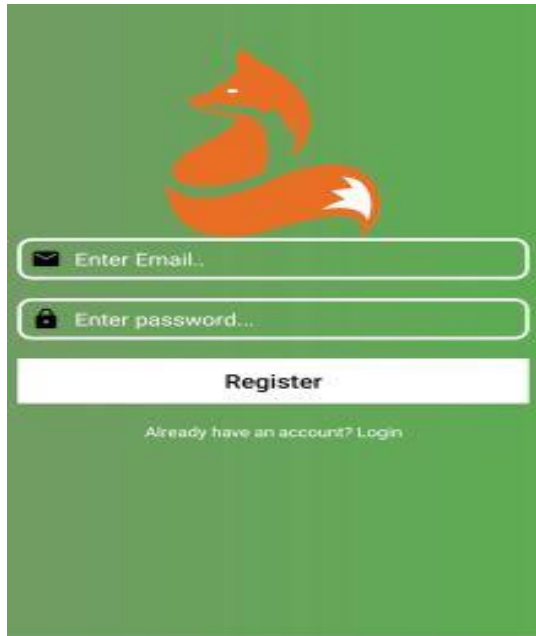 Enter Email..
Enter password...
Register
Already have an account? Login